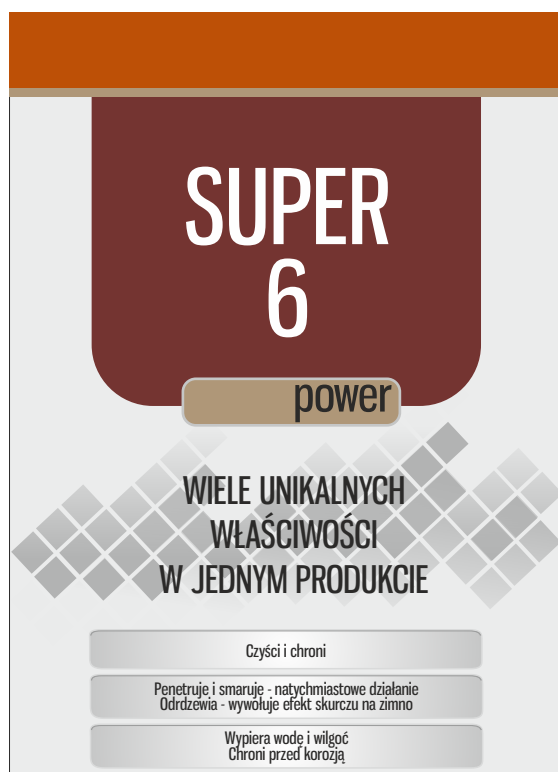 SUPER
6
power
WIELE UNIKALNYCH
WŁAŚCIWOŚCI
W JEDNYM PRODUKCIE
Czyści i chroni
Penetruje i smaruje - natychmiastowe działanie
Odrdzewia - wywołuje efekt skurczu na zimno
Wypiera wodę i wilgoć
Chroni przed korozją